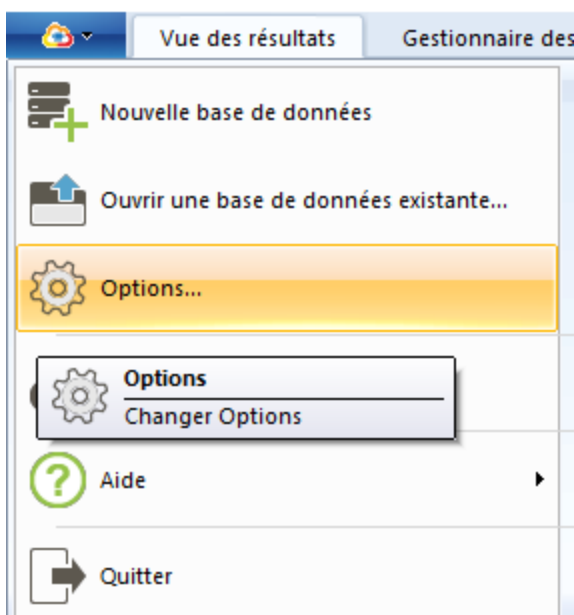 Vue des résultats
Gestionnaire des
Nouvelle base de données
Ouvrir une base de données existante...
Options...
Options
Changer Options
Aide
Quitter